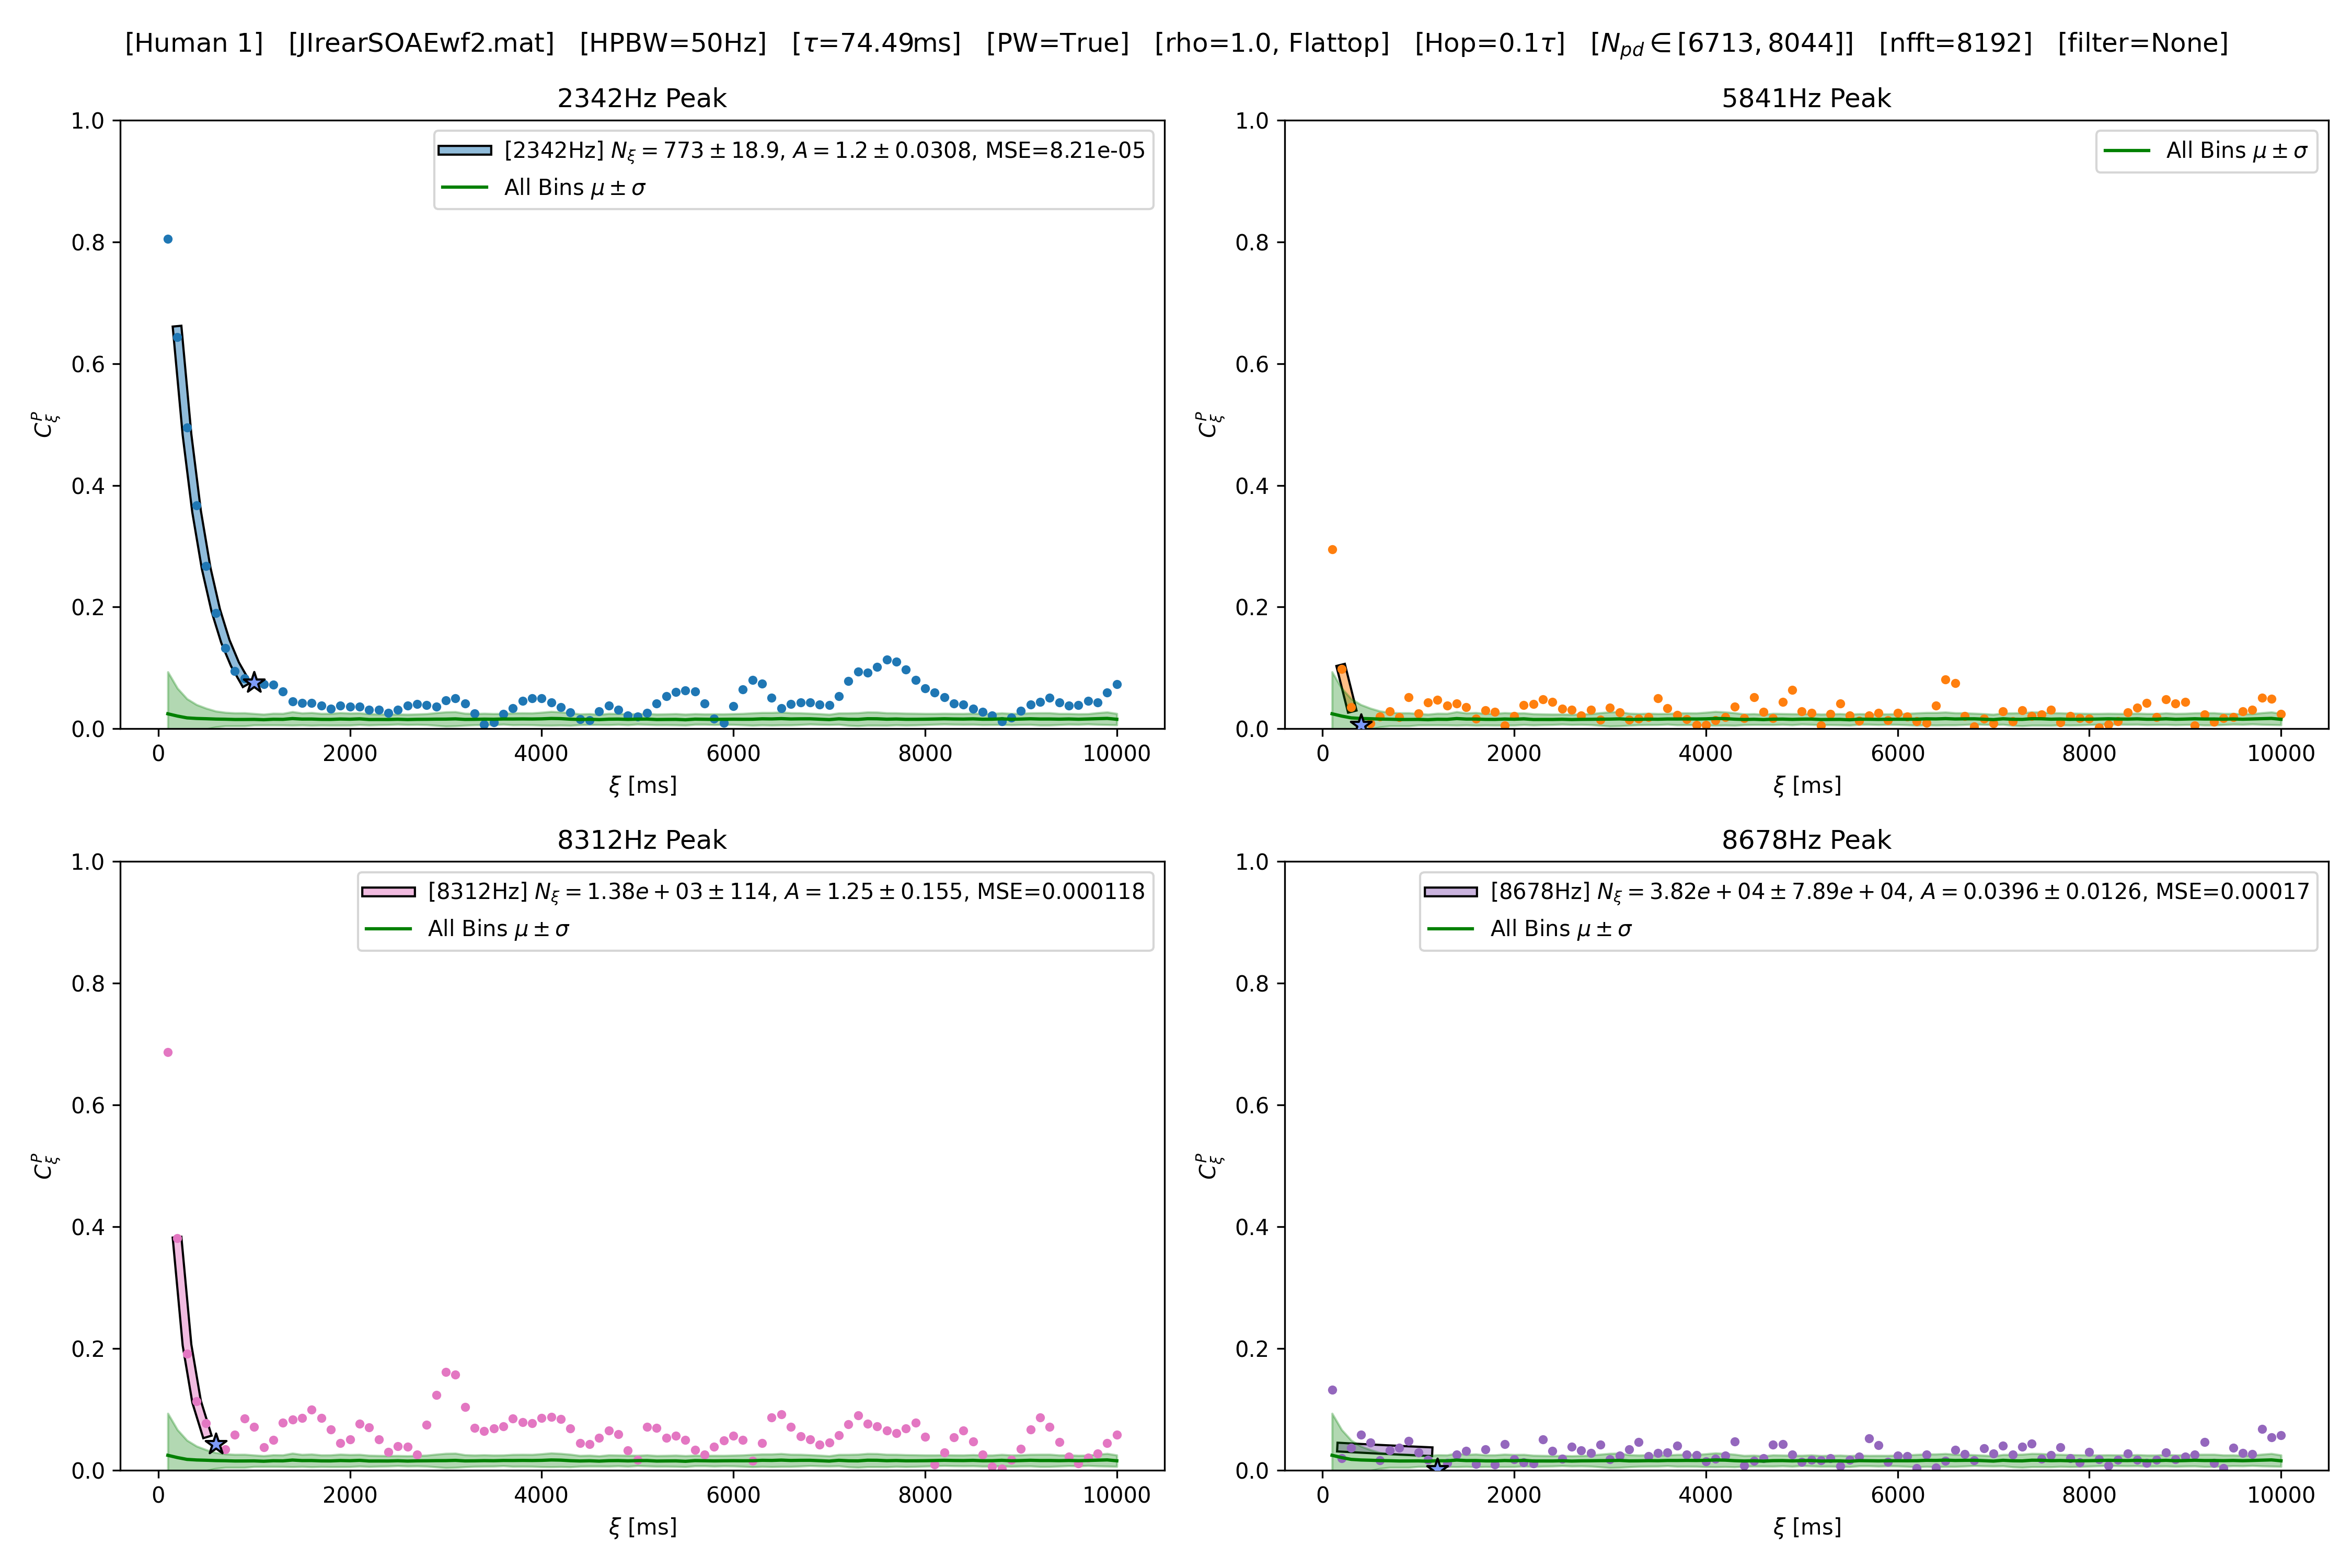 [Human 1] [JIrearSOAEwf2.mat] [HPBW=50Hz] [τ=74.49ms] [PW=True] [rho=1.0, Flattop] [Hop=0.1τ] [N_pd ∈ [6713, 8044]] [nfft=8192] [filter=None]
2342Hz Peak
1.0
0.8
0.6
0.4
0.2
0.0
C_ξ^P
[2342Hz] N_ξ = 773 ± 18.9, A = 1.2 ± 0.0308, MSE=8.21e-05
All Bins μ ± σ
0 2000 4000 6000 8000 10000
ξ [ms]
5841Hz Peak
1.0
0.8
0.6
0.4
0.2
0.0
C_ξ^P
All Bins μ ± σ
0 2000 4000 6000 8000 10000
ξ [ms]
8312Hz Peak
1.0
0.8
0.6
0.4
0.2
0.0
C_ξ^P
[8312Hz] N_ξ = 1.38e + 03 ± 114, A = 1.25 ± 0.155, MSE=0.000118
All Bins μ ± σ
0 2000 4000 6000 8000 10000
ξ [ms]
8678Hz Peak
1.0
0.8
0.6
0.4
0.2
0.0
C_ξ^P
[8678Hz] N_ξ = 3.82e + 04 ± 7.89e + 04, A = 0.0396 ± 0.0126, MSE=0.00017
All Bins μ ± σ
0 2000 4000 6000 8000 10000
ξ [ms]